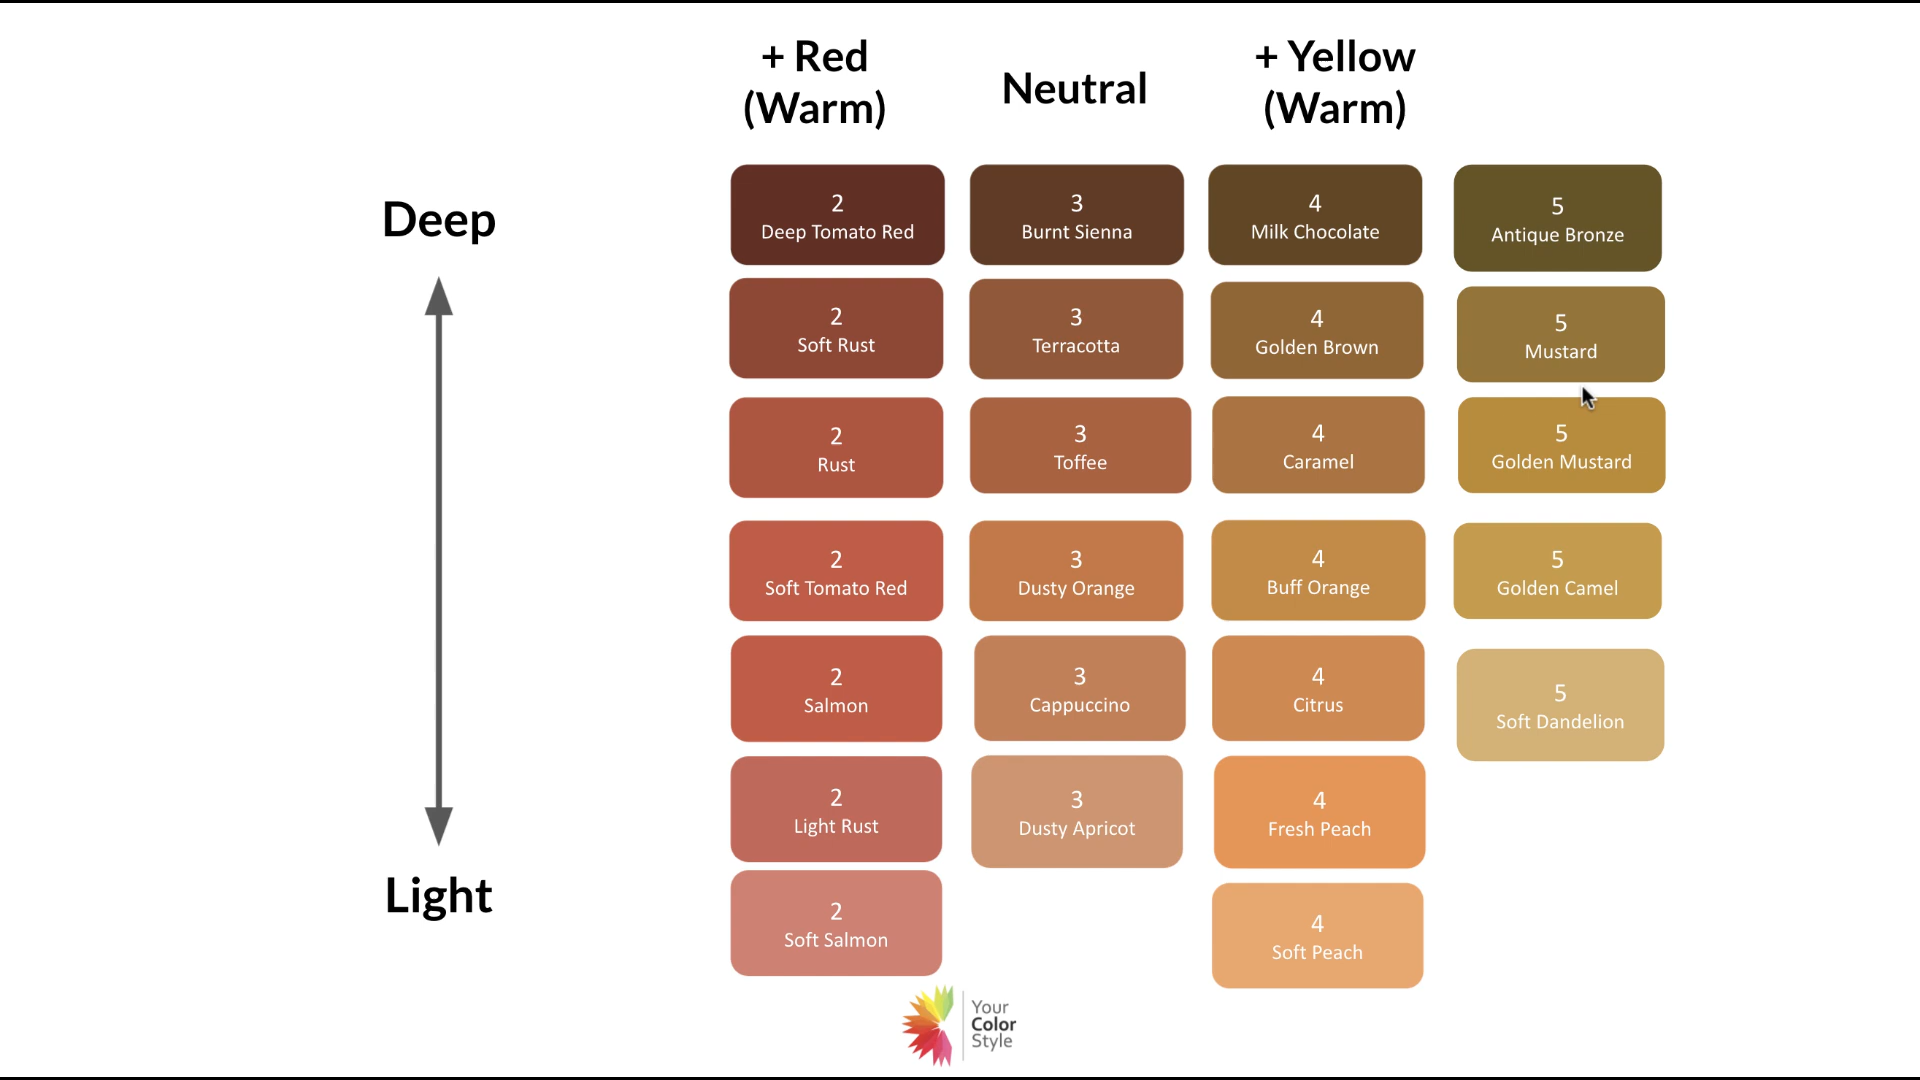 + Red
(Warm)
Neutral
+ Yellow
(Warm)
Deep
Light
2
Deep Tomato Red
3
Burnt Sienna
4
Milk Chocolate
5
Antique Bronze
2
Soft Rust
3
Terracotta
4
Golden Brown
5
Mustard
2
Rust
3
Toffee
4
Caramel
5
Golden Mustard
2
Soft Tomato Red
3
Dusty Orange
4
Buff Orange
5
Golden Camel
2
Salmon
3
Cappuccino
4
Citrus
5
Soft Dandelion
2
Light Rust
3
Dusty Apricot
4
Fresh Peach
2
Soft Salmon
4
Soft Peach
Your
Color
Style